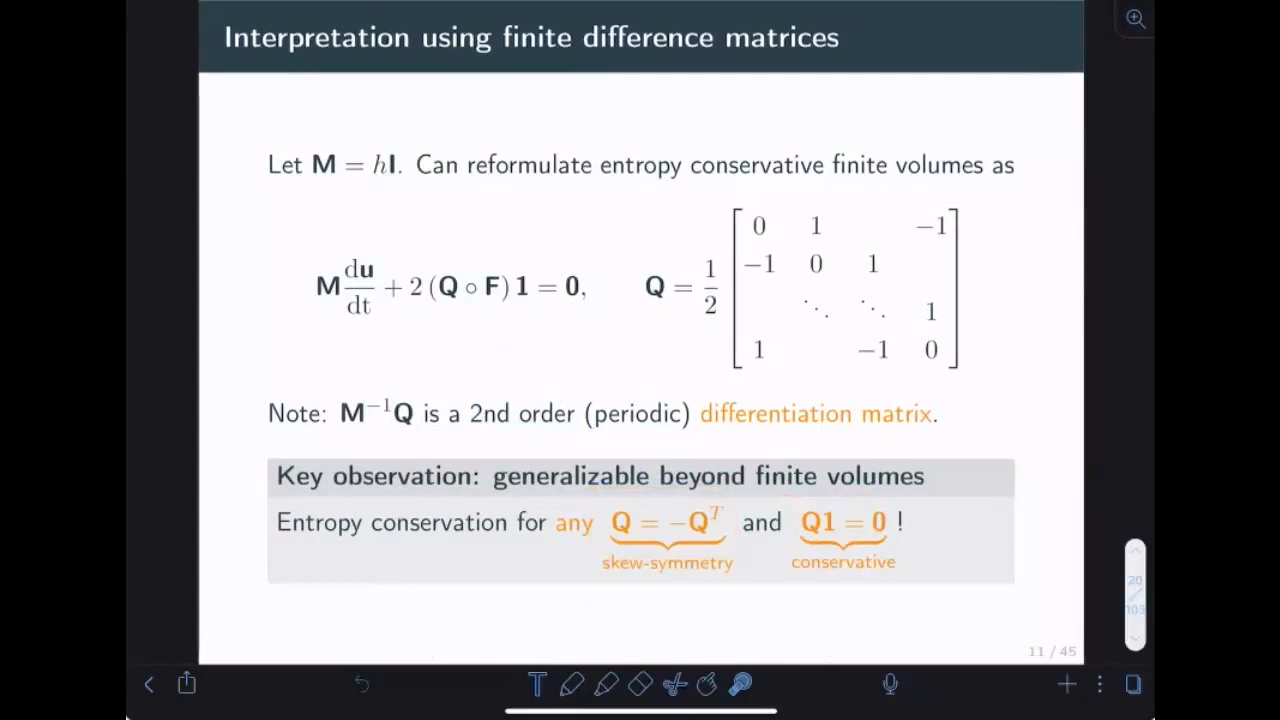 Interpretation using finite difference matrices
Let M = hI. Can reformulate entropy conservative finite volumes as
M du/dt + 2 (Q ∘ F) 1 = 0, Q = 1/2 [ 0 1 −1
−1 0 1
⋱ ⋱ 1
1 −1 0 ]
Note: M⁻¹Q is a 2nd order (periodic) differentiation matrix.
Key observation: generalizable beyond finite volumes
Entropy conservation for any Q = −Qᵀ and Q1 = 0 !
skew-symmetry conservative
20
103
11 / 45